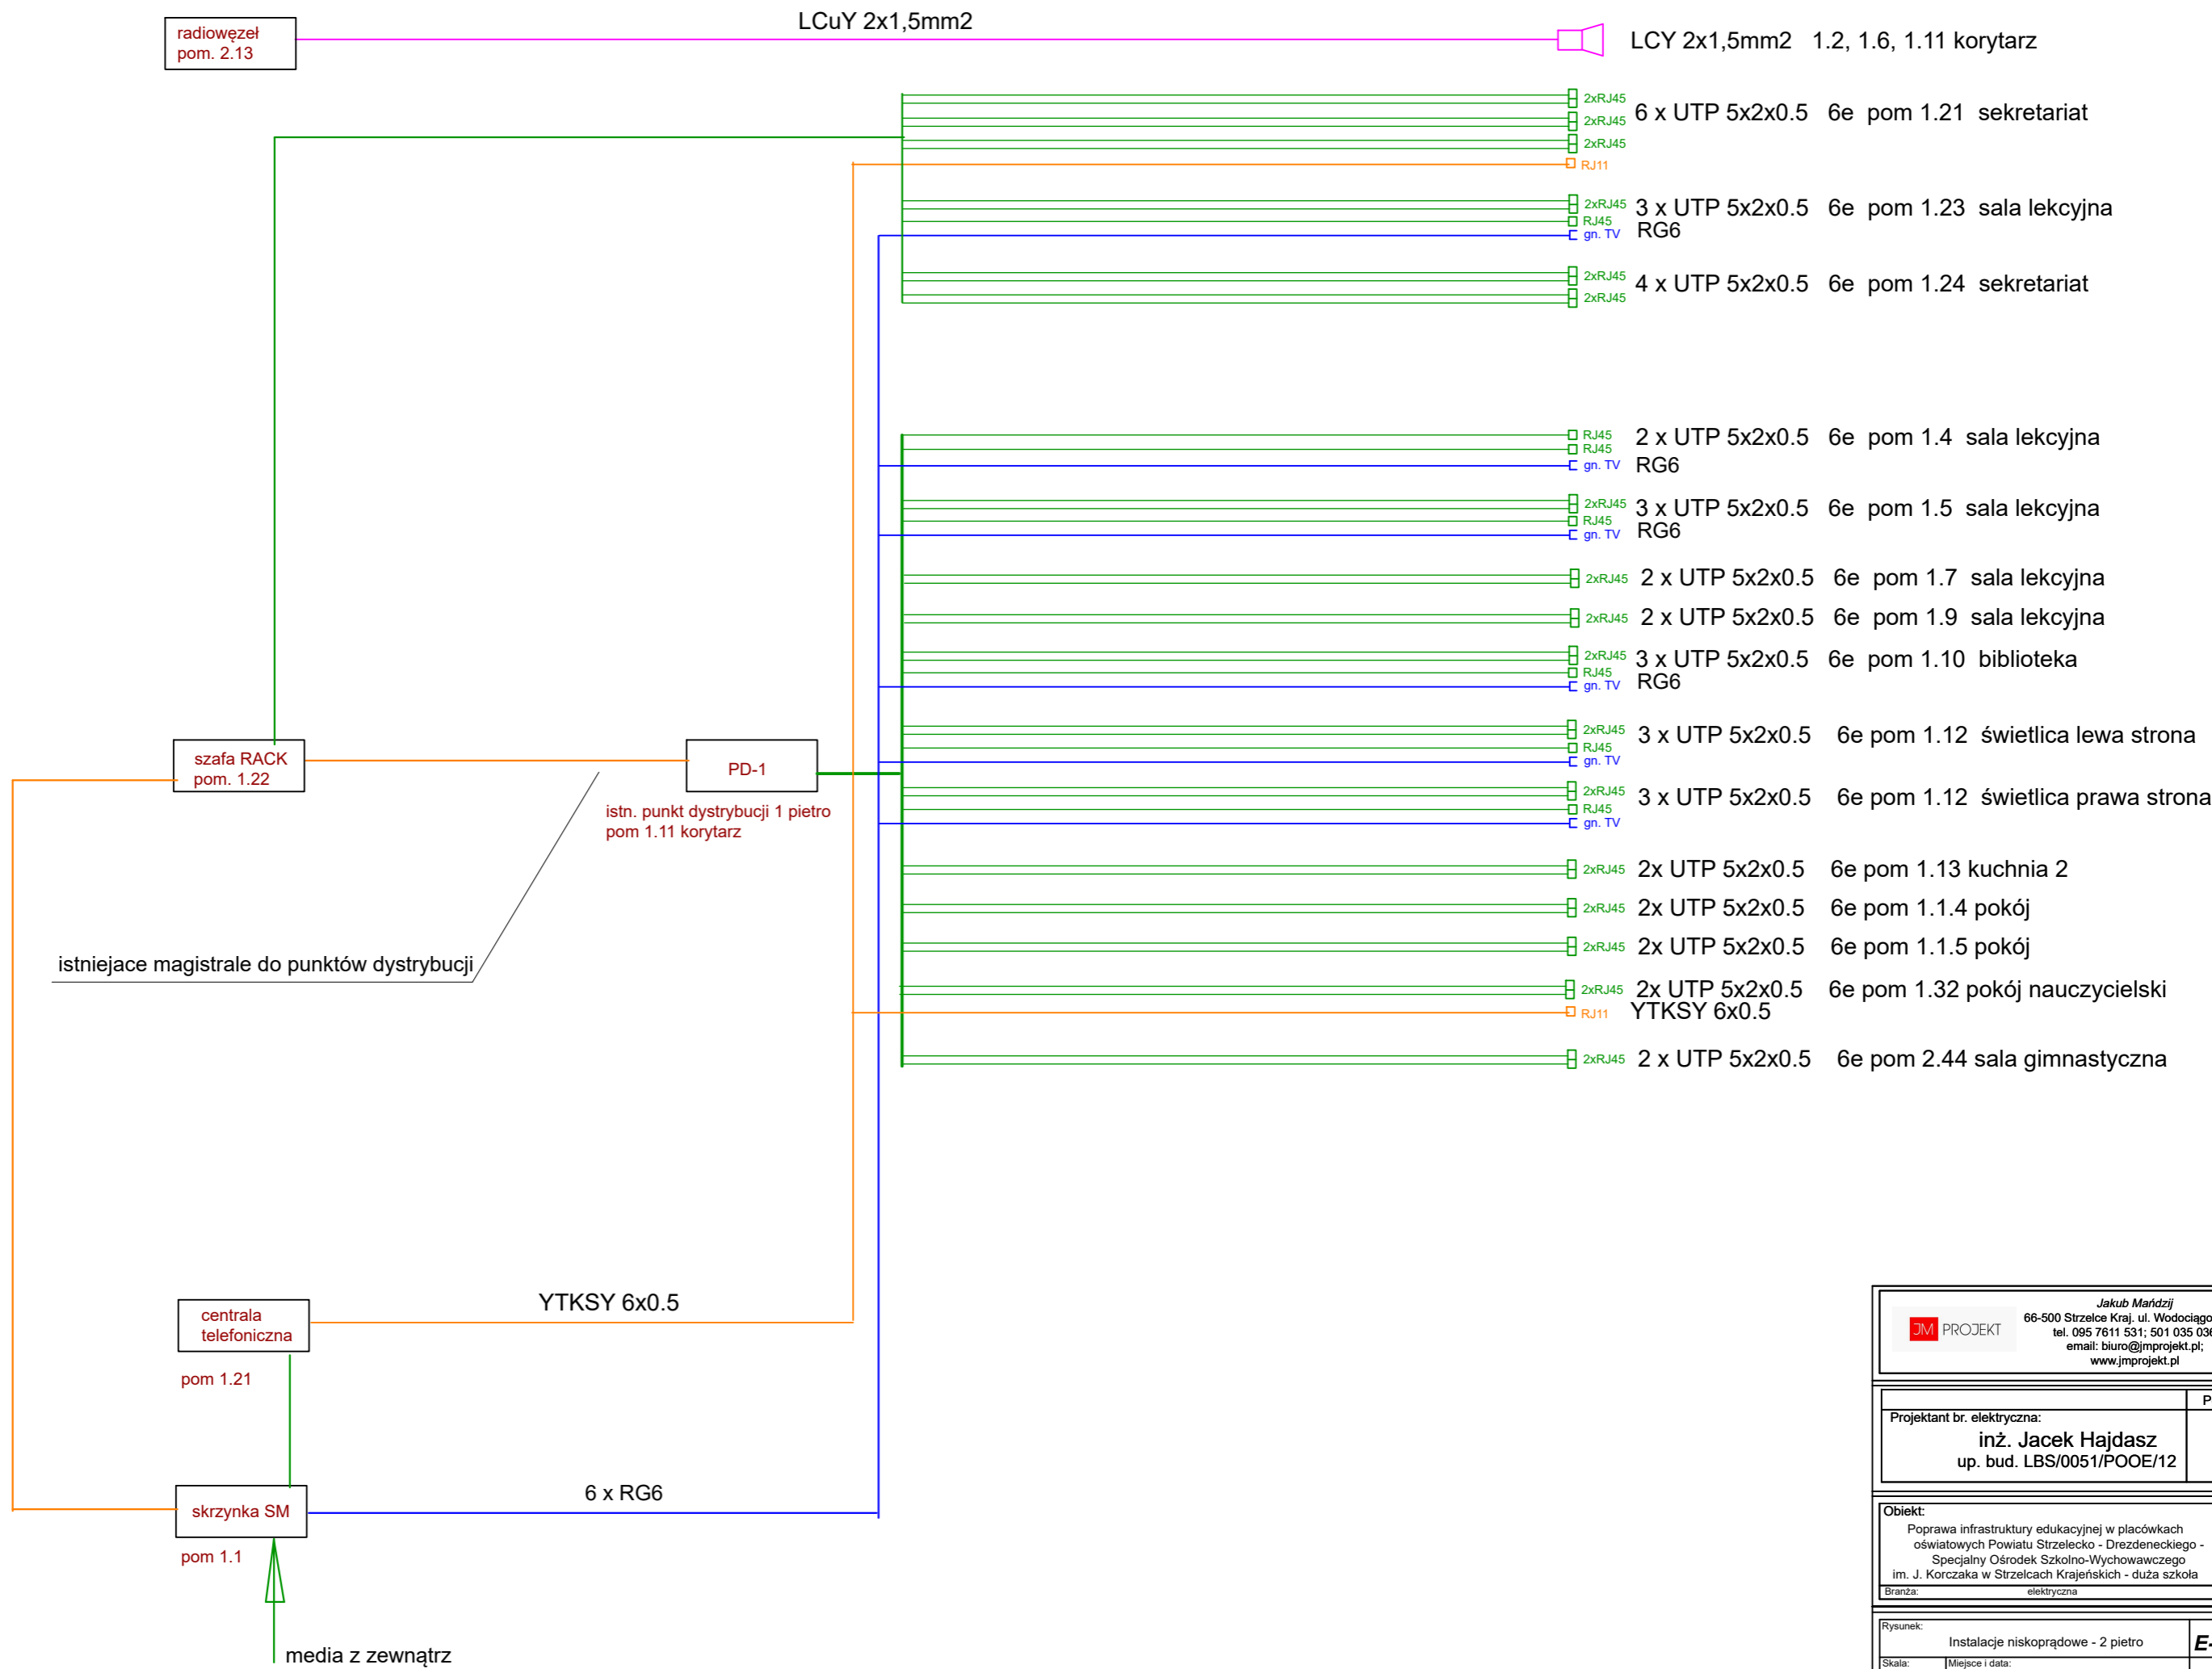 LCuY 2x1,5mm2
radiowęzeł
pom. 2.13
LCY 2x1,5mm2 1.2, 1.6, 1.11 korytarz
2xRJ45
6 x UTP 5x2x0.5 6e pom 1.21 sekretariat
2xRJ45
2xRJ45
RJ11
2xRJ45
3 x UTP 5x2x0.5 6e pom 1.23 sala lekcyjna
RJ45
gn. TV
RG6
2xRJ45
4 x UTP 5x2x0.5 6e pom 1.24 sekretariat
2xRJ45
RJ45
2 x UTP 5x2x0.5 6e pom 1.4 sala lekcyjna
RJ45
gn. TV
RG6
2xRJ45
3 x UTP 5x2x0.5 6e pom 1.5 sala lekcyjna
RJ45
gn. TV
RG6
2xRJ45
2 x UTP 5x2x0.5 6e pom 1.7 sala lekcyjna
2xRJ45
2 x UTP 5x2x0.5 6e pom 1.9 sala lekcyjna
2xRJ45
3 x UTP 5x2x0.5 6e pom 1.10 biblioteka
RJ45
gn. TV
RG6
2xRJ45
3 x UTP 5x2x0.5 6e pom 1.12 świetlica lewa strona
RJ45
gn. TV
szafa RACK
pom. 1.22
PD-1
istn. punkt dystrybucji 1 pietro
pom 1.11 korytarz
2xRJ45
3 x UTP 5x2x0.5 6e pom 1.12 świetlica prawa strona
RJ45
gn. TV
2xRJ45
2x UTP 5x2x0.5 6e pom 1.13 kuchnia 2
2xRJ45
2x UTP 5x2x0.5 6e pom 1.1.4 pokój
2xRJ45
2x UTP 5x2x0.5 6e pom 1.1.5 pokój
istniejace magistrale do punktów dystrybucji
2xRJ45
2x UTP 5x2x0.5 6e pom 1.32 pokój nauczycielski
RJ11
YTKSY 6x0.5
2xRJ45
2 x UTP 5x2x0.5 6e pom 2.44 sala gimnastyczna
YTKSY 6x0.5
centrala
telefoniczna
pom 1.21
6 x RG6
skrzynka SM
pom 1.1
media z zewnątrz
JM PROJEKT
Jakub Mańdzij
66-500 Strzelce Kraj. ul.
tel. 095 7611 531; 501 035
email: biuro@jmprojekt.pl;
www.jmprojekt.pl
Projektant br. elektryczna:
inż. Jacek Hajdasz
up. bud. LBS/0051/POOE/12
Obiekt:
Poprawa infrastruktury edukacyjnej w placówkach
oświatowych Powiatu Strzelecko - Drezdeneckiego -
Specjalny Ośrodek Szkolno-Wychowawczego
im. J. Korczaka w Strzelcach Krajeńskich - duża szkoła
Branża: elektryczna
Rysunek:
Instalacje niskoprądowe - 2 pietro
Skala:
Miejsce i data: